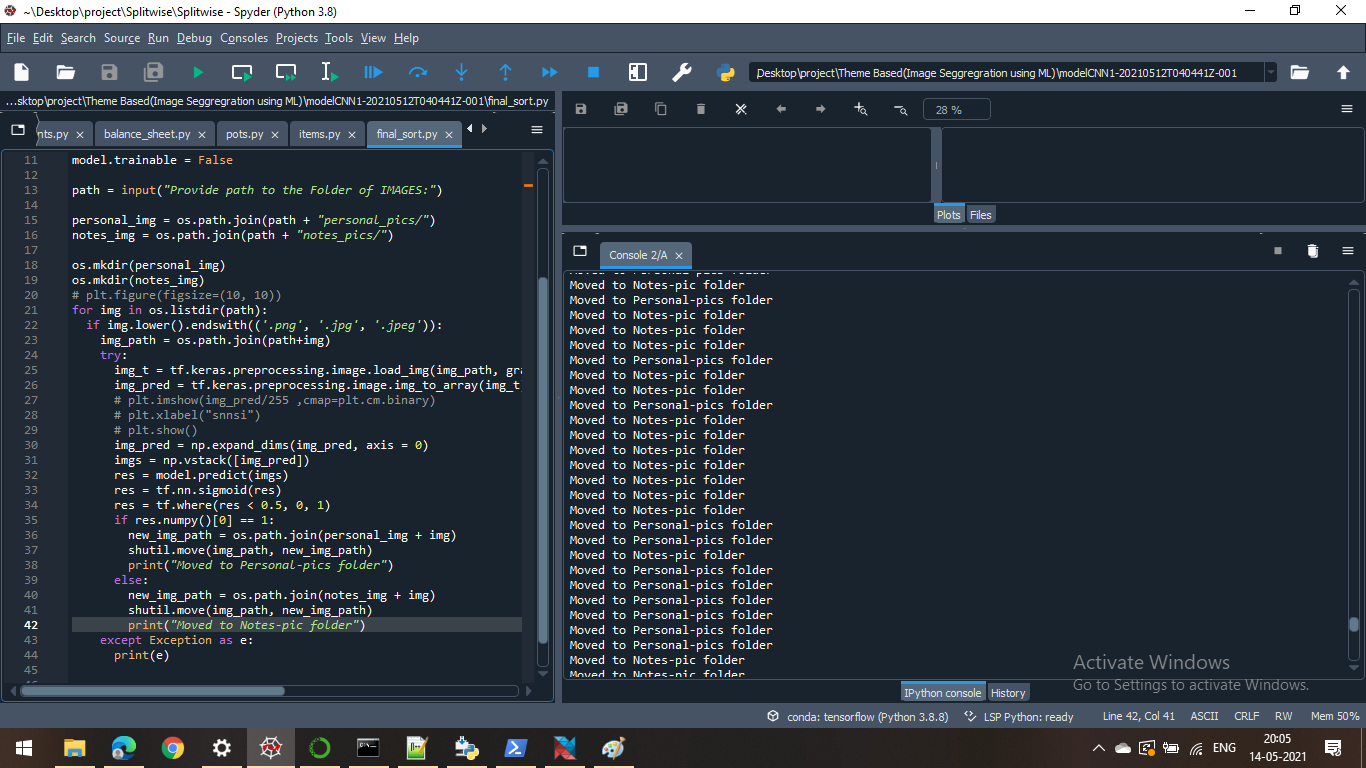 ~\Desktop\project\Splitwise\Splitwise - Spyder (Python 3.8)
File Edit Search Source Run Debug Consoles Projects Tools View Help
Desktop\project\Theme Based(Image Seggregration using ML)\modelCNN1-20210512T040441Z-001
...sktop\project\Theme Based(Image Seggregration using ML)\modelCNN1-20210512T040441Z-001\final_sort.py
nts.py balance_sheet.py pots.py items.py final_sort.py
11 model.trainable = False
12
13 path = input("Provide path to the Folder of IMAGES:")
14
15 personal_img = os.path.join(path + "personal_pics/")
16 notes_img = os.path.join(path + "notes_pics/")
17
18 os.mkdir(personal_img)
19 os.mkdir(notes_img)
20 # plt.figure(figsize=(10, 10))
21 for img in os.listdir(path):
22 if img.lower().endswith(('.png', '.jpg', '.jpeg')):
23 img_path = os.path.join(path+img)
24 try:
25 img_t = tf.keras.preprocessing.image.load_img(img_path, gra
26 img_pred = tf.keras.preprocessing.image.img_to_array(img_t
27 # plt.imshow(img_pred/255 ,cmap=plt.cm.binary)
28 # plt.xlabel("snnsi")
29 # plt.show()
30 img_pred = np.expand_dims(img_pred, axis = 0)
31 imgs = np.vstack([img_pred])
32 res = model.predict(imgs)
33 res = tf.nn.sigmoid(res)
34 res = tf.where(res < 0.5, 0, 1)
35 if res.numpy()[0] == 1:
36 new_img_path = os.path.join(personal_img + img)
37 shutil.move(img_path, new_img_path)
38 print("Moved to Personal-pics folder")
39 else:
40 new_img_path = os.path.join(notes_img + img)
41 shutil.move(img_path, new_img_path)
42 print("Moved to Notes-pic folder")
43 except Exception as e:
44 print(e)
45
28 %
Plots Files
Console 2/A
Moved to Personal-pics folder
Moved to Notes-pic folder
Moved to Personal-pics folder
Moved to Notes-pic folder
Moved to Notes-pic folder
Moved to Notes-pic folder
Moved to Personal-pics folder
Moved to Notes-pic folder
Moved to Notes-pic folder
Moved to Personal-pics folder
Moved to Notes-pic folder
Moved to Notes-pic folder
Moved to Notes-pic folder
Moved to Notes-pic folder
Moved to Notes-pic folder
Moved to Notes-pic folder
Moved to Notes-pic folder
Moved to Personal-pics folder
Moved to Personal-pics folder
Moved to Notes-pic folder
Moved to Personal-pics folder
Moved to Personal-pics folder
Moved to Personal-pics folder
Moved to Personal-pics folder
Moved to Personal-pics folder
Moved to Personal-pics folder
Moved to Notes-pic folder
Moved to Notes-pic folder
Activate Windows
Go to Settings to activate Windows.
IPython console History
conda: tensorflow (Python 3.8.8) LSP Python: ready Line 42, Col 41 ASCII CRLF RW Mem 50%
ENG
20:05
14-05-2021